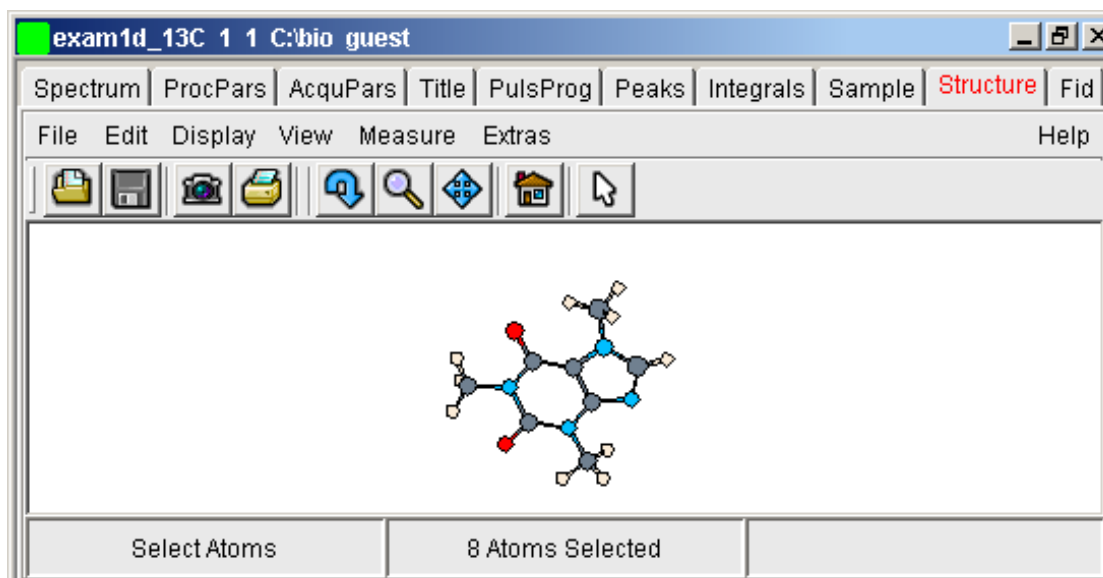 exam1d_13C 1 1 C:\bio guest
Spectrum ProcPars AcquPars Title PulsProg Peaks Integrals Sample Structure Fid
File Edit Display View Measure Extras Help
Select Atoms 8 Atoms Selected